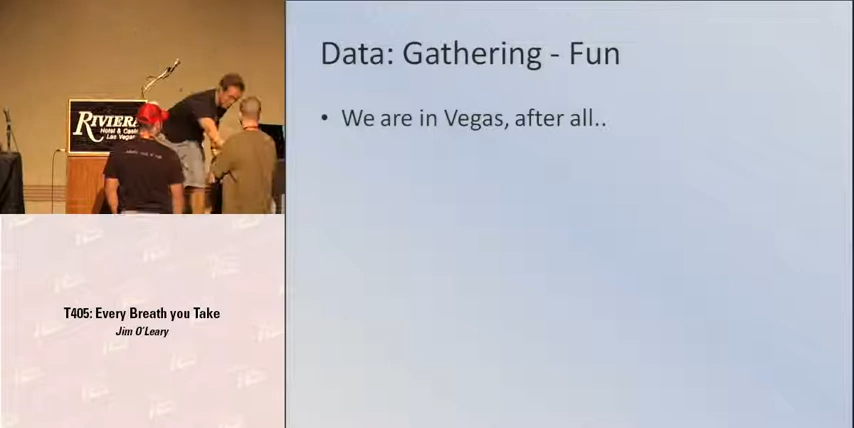 Data: Gathering - Fun
• We are in Vegas, after all..
RIVIERA
Hotel & Casino
Las Vegas
T405: Every Breath you Take
Jim O'Leary